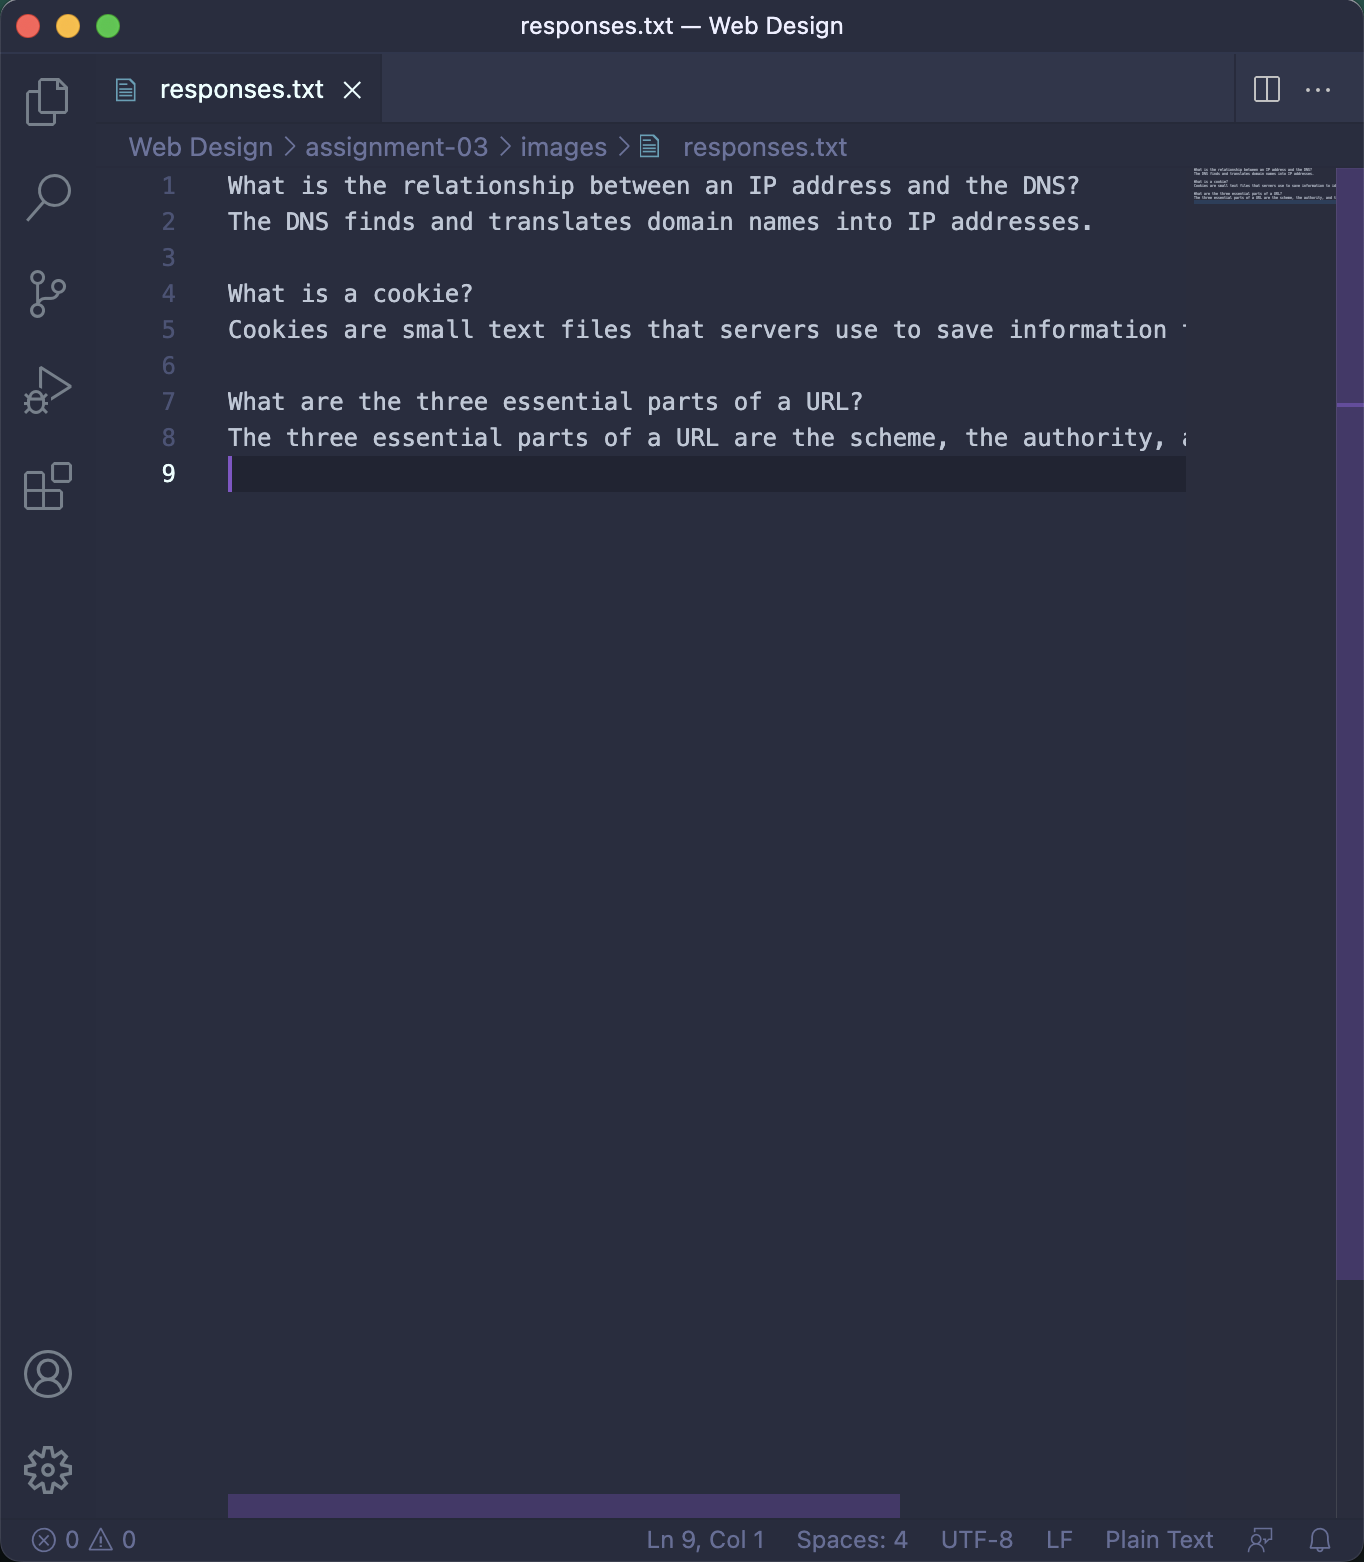 responses.txt — Web Design
responses.txt
Web Design > assignment-03 > images > responses.txt
1 What is the relationship between an IP address and the DNS?
2 The DNS finds and translates domain names into IP addresses.
3
4 What is a cookie?
5 Cookies are small text files that servers use to save information
6
7 What are the three essential parts of a URL?
8 The three essential parts of a URL are the scheme, the authority,
9
0 0 Ln 9, Col 1 Spaces: 4 UTF-8 LF Plain Text